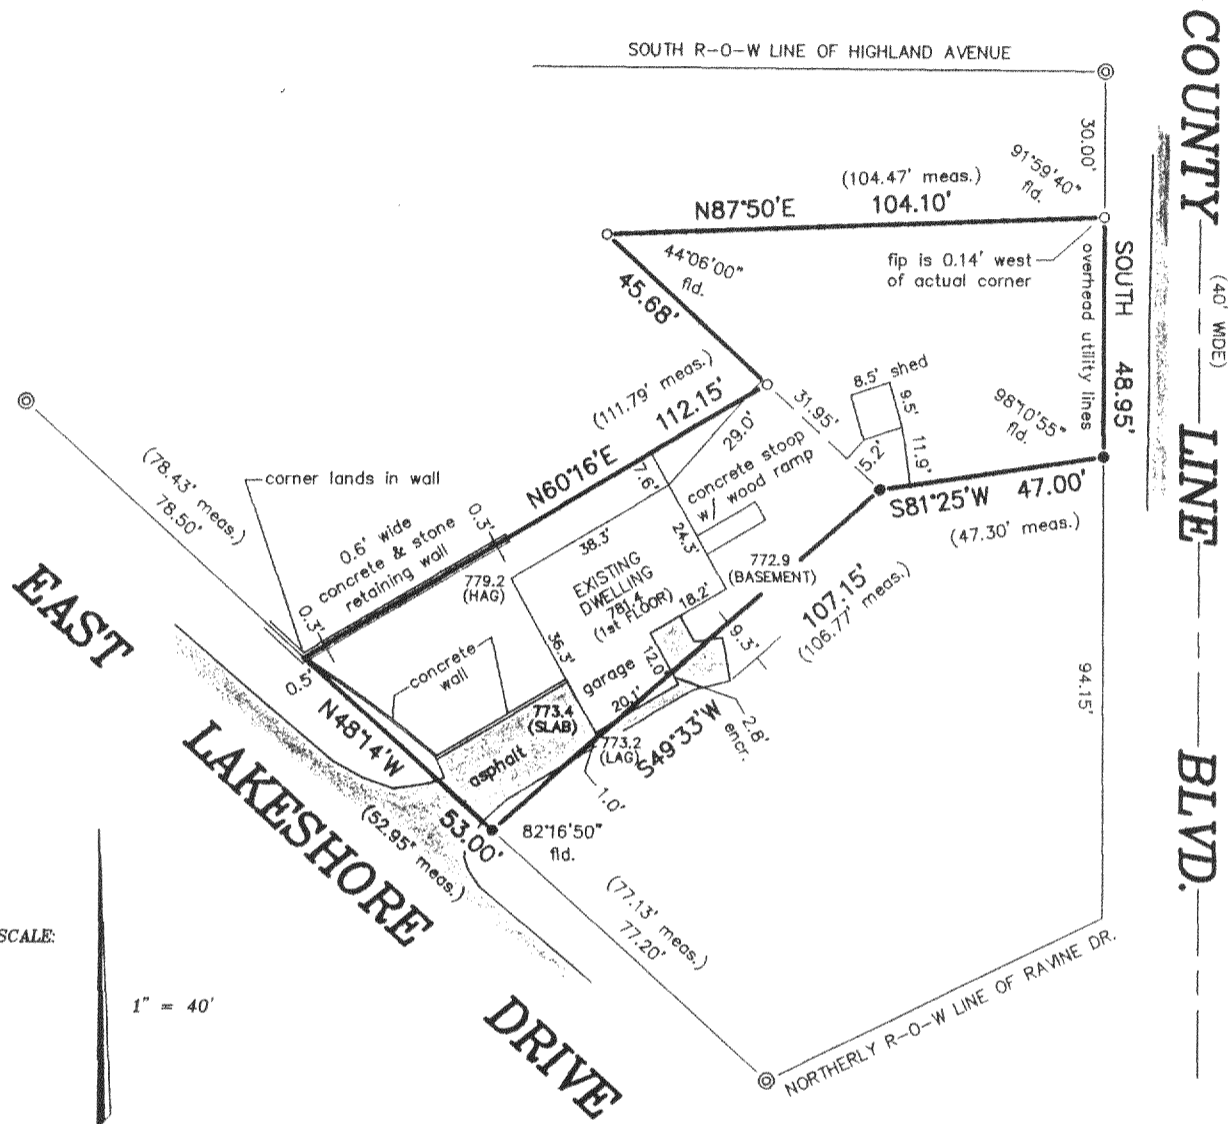 SOUTH R-O-W LINE OF HIGHLAND AVENUE
COUNTY
(40' WIDE)
LINE
BLVD.
30.00'
91°59'40"
fld.
(104.47' meas.)
N87°50'E 104.10'
fip is 0.14' west
of actual corner
SOUTH 48.95'
overhead utility lines
44°06'00"
fld.
45.68'
(111.79' meas.)
N60°16'E 112.15'
31.95'
8.5' shed
9.5'
11.9'
5.2'
98°10'55"
fld.
S81°25'W 47.00'
(47.30' meas.)
(78.43' meas.)
78.50'
corner lands in wall
0.6' wide
concrete & stone
retaining wall
0.3'
0.3'
0.5'
29.0'
7.6'
concrete stoop
w/ wood ramp
24.3'
38.3'
779.2
(HAG)
EXISTING
DWELLING
781.4
(1st FLOOR)
772.9
(BASEMENT)
18.2'
9.3'
107.15'
(106.77' meas.)
36.3'
garage
12.0'
20.1'
concrete
wall
773.4
(SLAB)
773.2
(LAG)
S49°33'W
2.8'
encr.
1.0'
asphalt
N48°14'W
53.00'
(52.95' meas.)
82°16'50"
fld.
94.15'
(77.13' meas.)
77.20'
EAST
LAKESHORE
DRIVE
NORTHERLY R-O-W LINE OF RAVINE DR.
SCALE:
1" = 40'